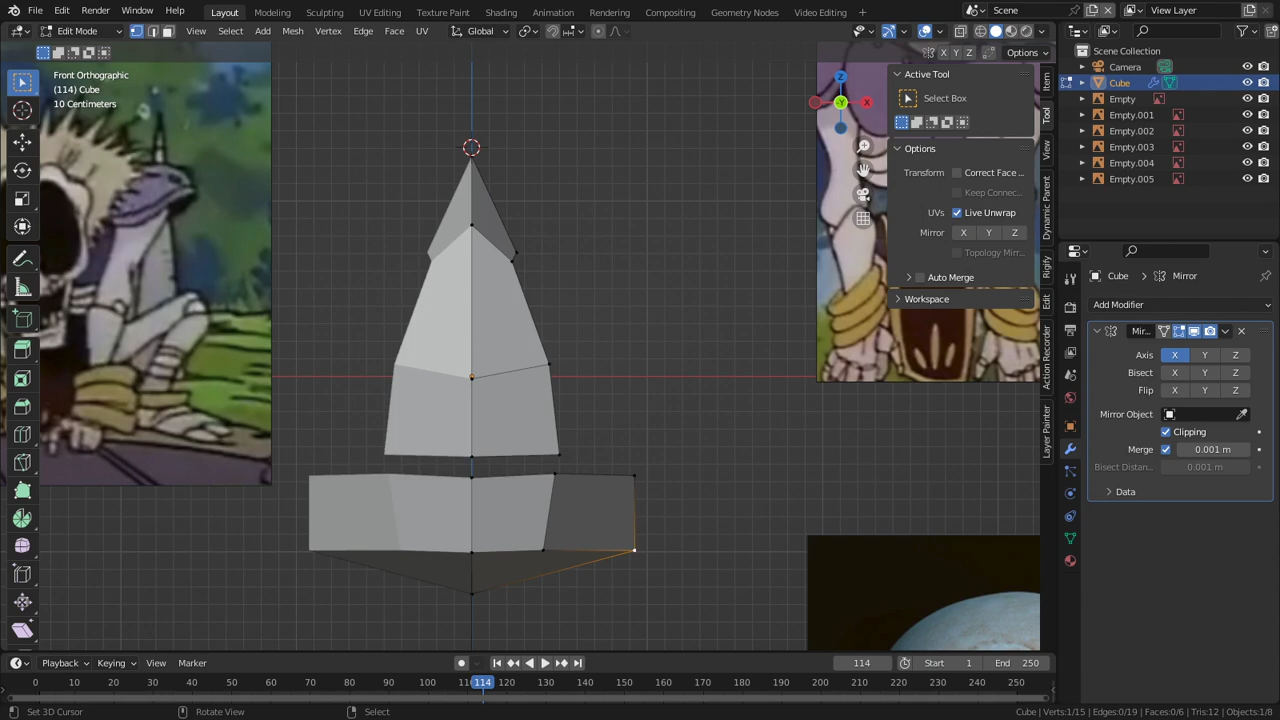 File Edit Render Window Help Layout Modeling Sculpting UV Editing Texture Paint Shading Animation Rendering Compositing Geometry Nodes Video Editing + Scene View Layer
Edit Mode View Select Add Mesh Vertex Edge Face UV Global
X Y Z Options
Front Orthographic
(114) Cube
10 Centimeters
Z
X
-Y
Active Tool
Select Box
Options
Transform Correct Face ...
Keep Connec...
UVs Live Unwrap
Mirror X Y Z
Topology Mirr...
Auto Merge
Workspace
Item
Tool
View
Dynamic Parent
Rigify
Edit
Action Recorder
Layer Painter
Scene Collection
Camera
Cube
Empty
Empty.001
Empty.002
Empty.003
Empty.004
Empty.005
Cube Mirror
Add Modifier
Mir...
Axis X Y Z
Bisect X Y Z
Flip X Y Z
Mirror Object
Clipping
Merge 0.001 m
Bisect Distan... 0.001 m
Data
Playback Keying View Marker 114 Start 1 End 250
0 10 20 30 40 50 60 70 80 90 100 114 120 130 140 150 160 170 180 190 200 210 220 230 240 250
Set 3D Cursor Rotate View Select Cube | Verts:1/15 | Edges:0/19 | Faces:0/6 | Tris:12 | Objects:1/8